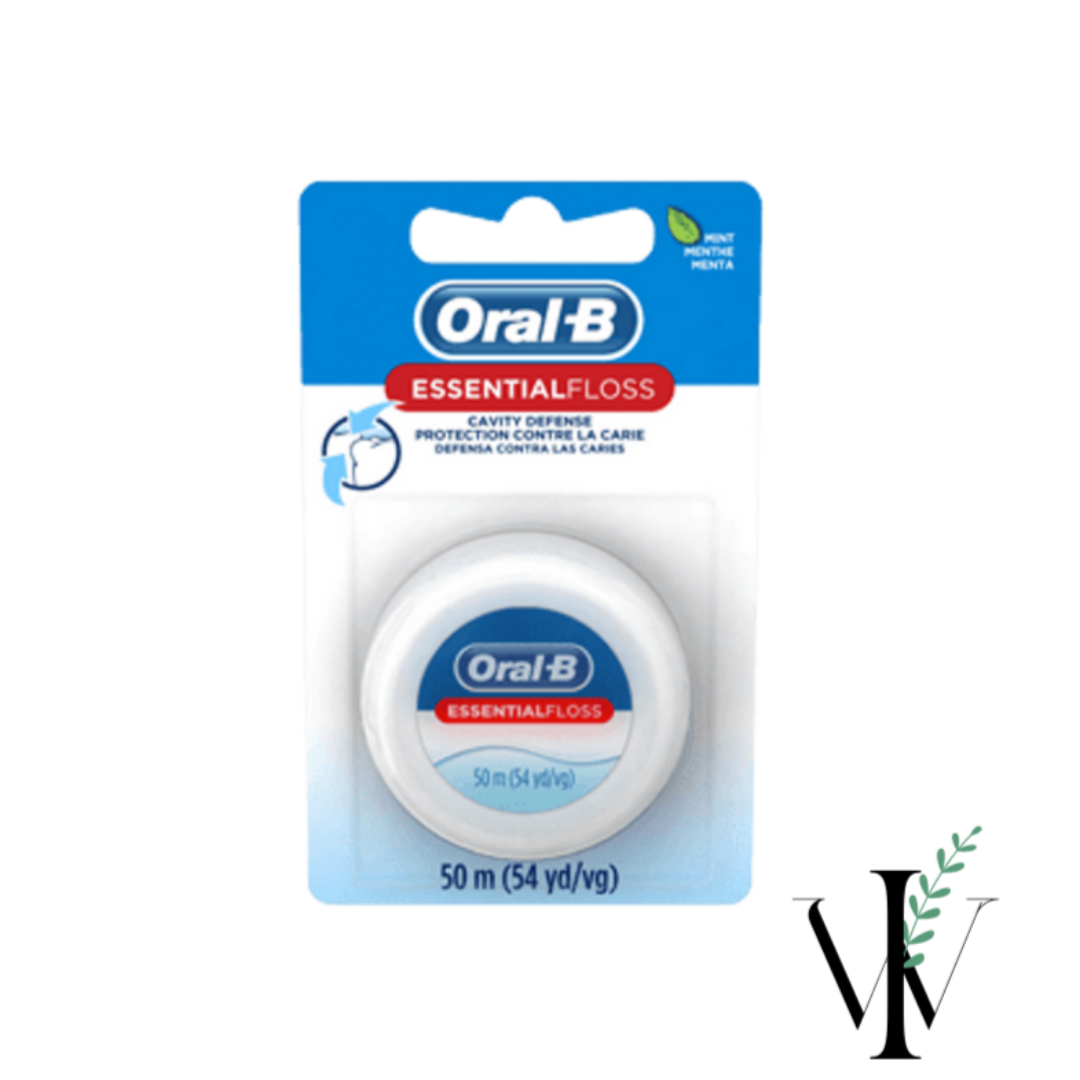 MINT
MENTHE
MENTA
Oral-B
ESSENTIALFLOSS
CAVITY DEFENSE
PROTECTION CONTRE LA CARIE
DEFENSA CONTRA LAS CARIES
Oral-B
ESSENTIALFLOSS
50 m (54 yd/vg)
50 m (54 yd/vg)